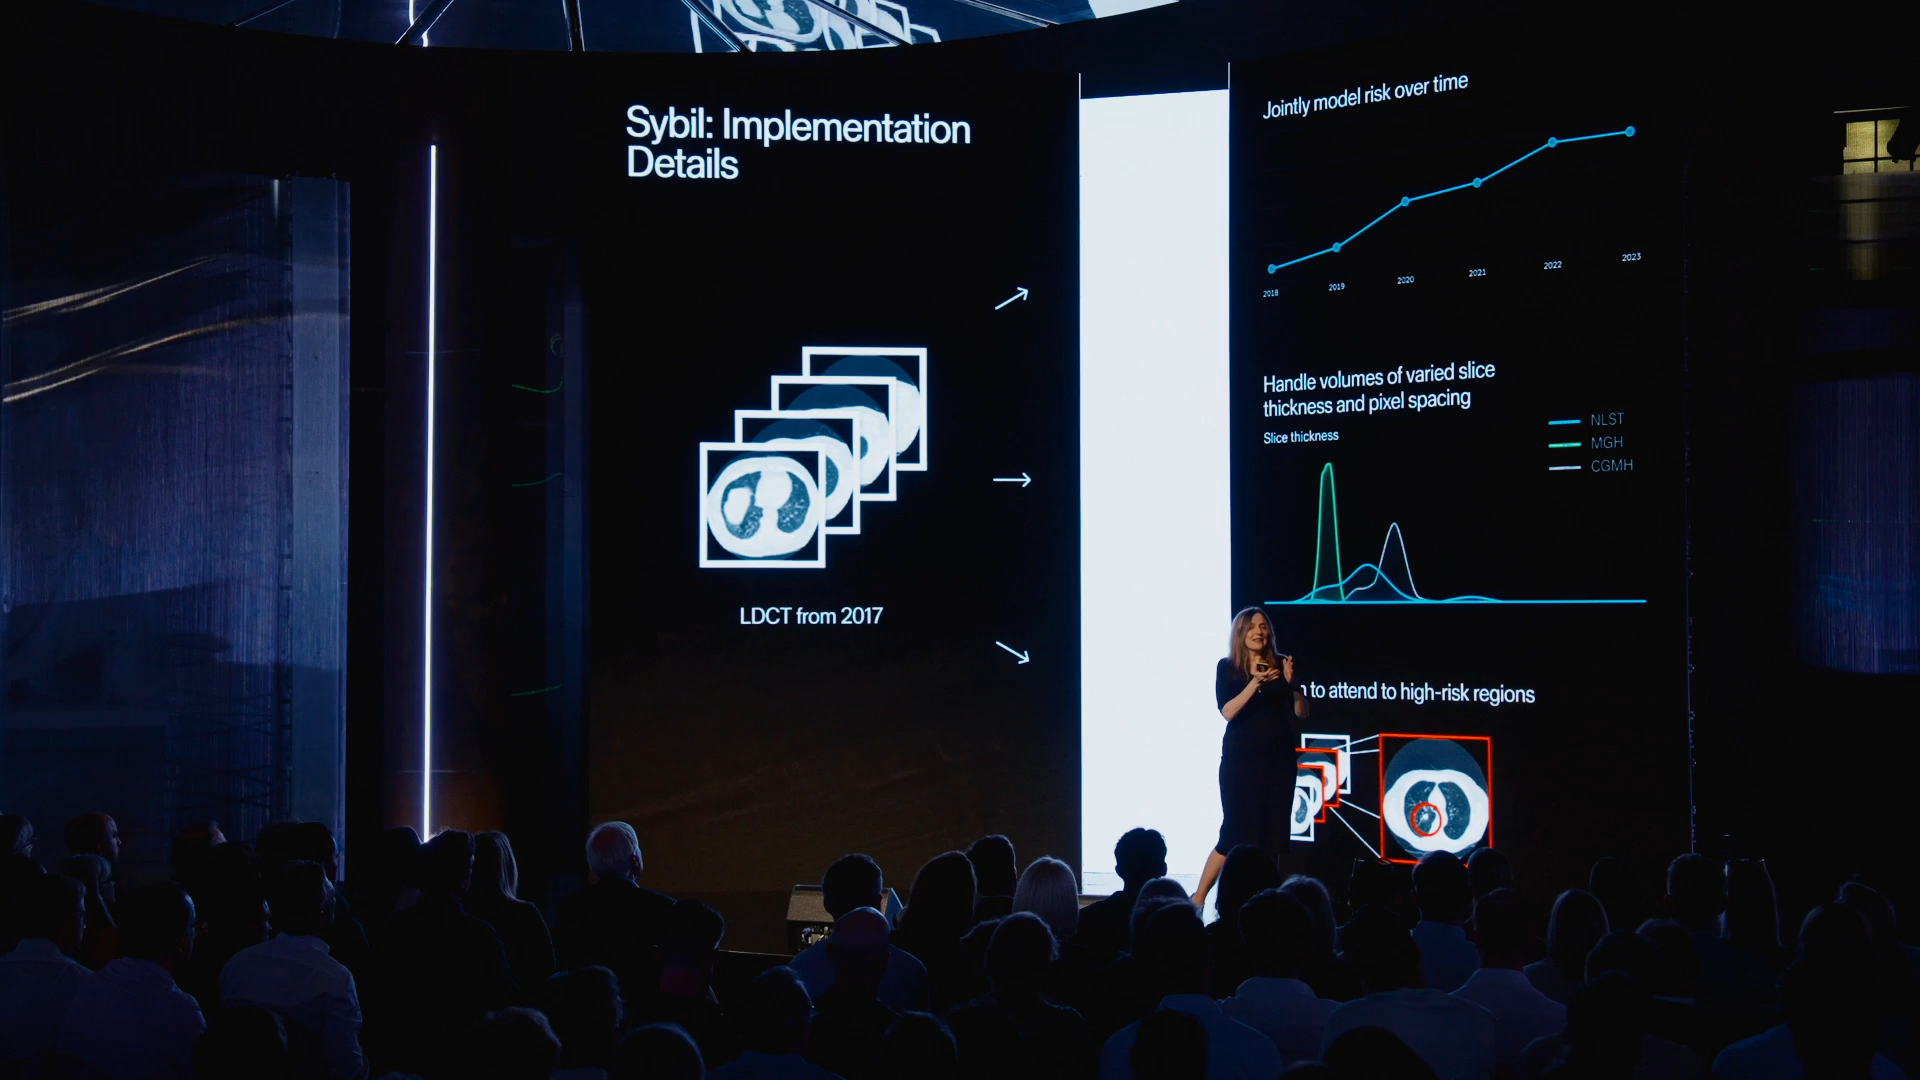 Sybil: Implementation
Details
LDCT from 2017
Jointly model risk over time
2018 2019 2020 2021 2022 2023
Handle volumes of varied slice
thickness and pixel spacing
Slice thickness
NLST
MGH
CGMH
to attend to high-risk regions